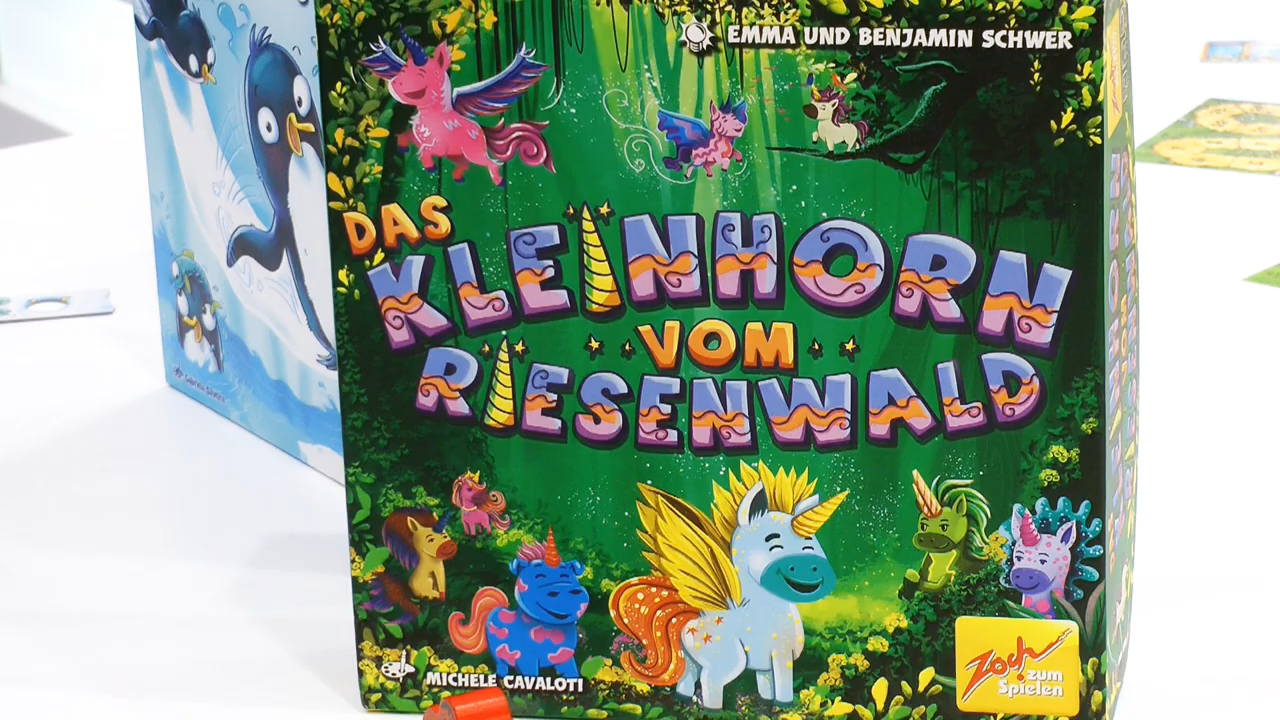 EMMA UND BENJAMIN SCHWER
DAS
KLEINHORN
VOM
RIESENWALD
MICHELE CAVALOTI
Zoch
zum
Spielen